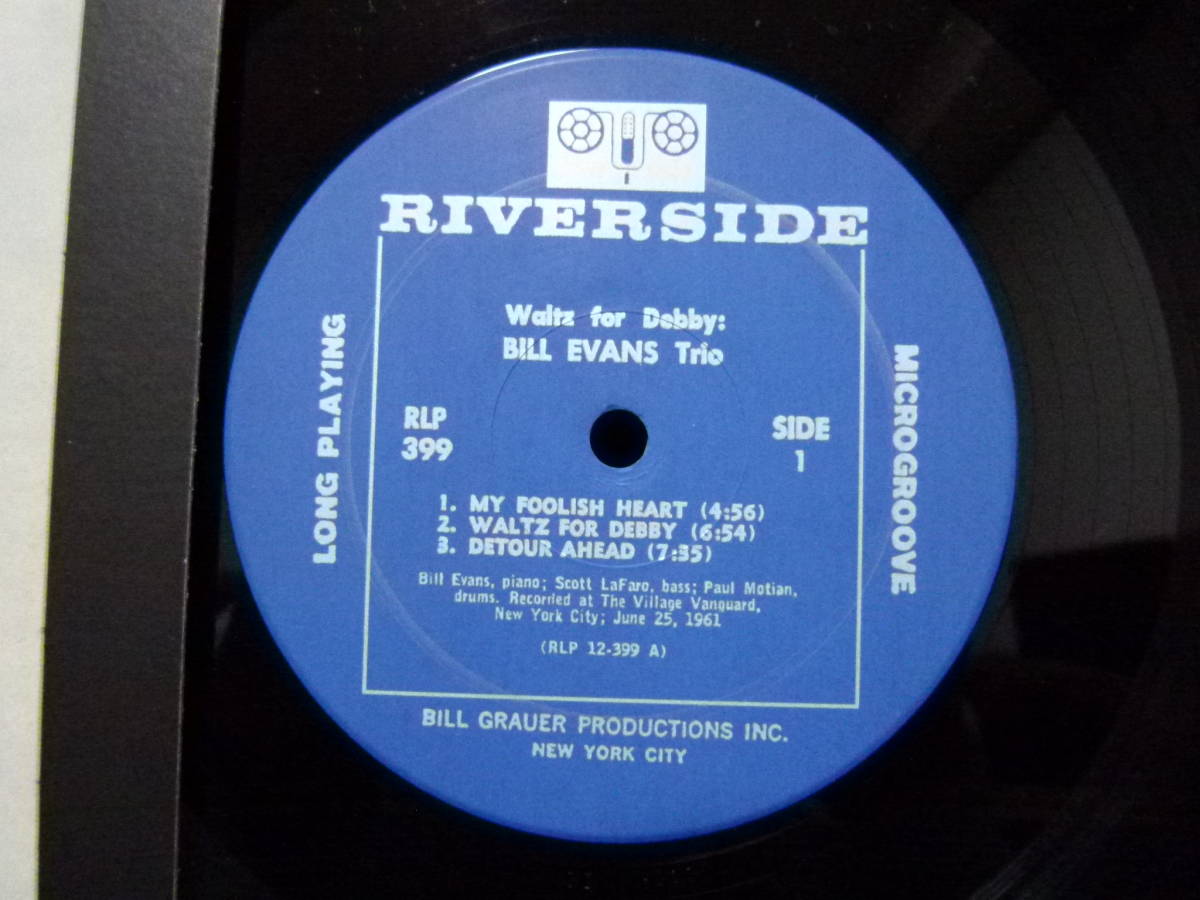 RIVERSIDE
Waltz for Debby:
BILL EVANS Trio
RLP
399
SIDE
1
LONG PLAYING
MICROGROOVE
1. MY FOOLISH HEART (4:56)
2. WALTZ FOR DEBBY (6:54)
3. DETOUR AHEAD (7:35)
Bill Evans, piano; Scott LaFaro, bass; Paul Motian,
drums. Recorded at The Village Vanguard,
New York City; June 25, 1961
(RLP 12-399 A)
BILL GRAUER PRODUCTIONS INC.
NEW YORK CITY